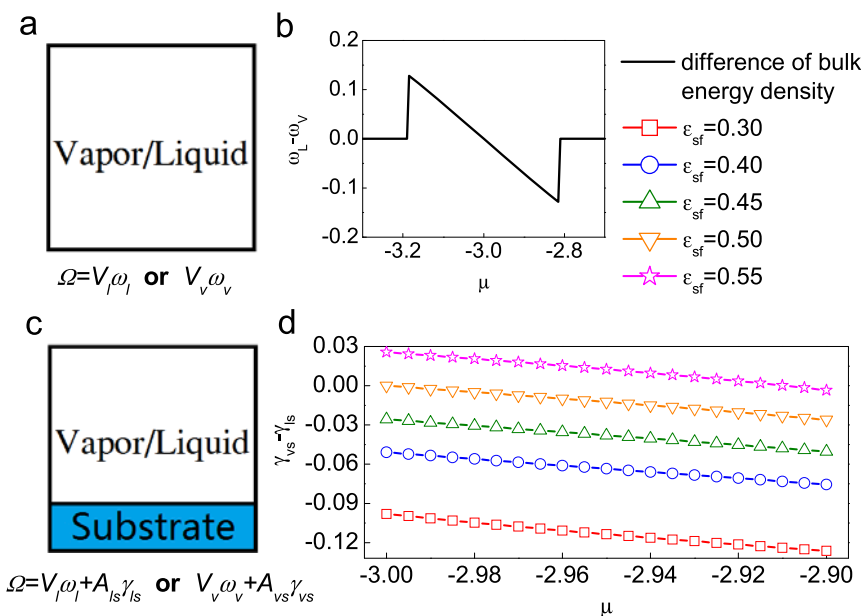 a
Vapor/Liquid
Ω=V_lω_l or V_vω_v
b
0.2
0.1
0.0
-0.1
-0.2
ω_L-ω_V
-3.2 -3.0 -2.8
μ
difference of bulk
energy density
ε_sf=0.30
ε_sf=0.40
ε_sf=0.45
ε_sf=0.50
ε_sf=0.55
c
Vapor/Liquid
Substrate
Ω=V_lω_l+A_lsγ_ls or V_vω_v+A_vsγ_vs
d
0.03
0.00
-0.03
-0.06
-0.09
-0.12
γ_vs-γ_ls
-3.00 -2.98 -2.96 -2.94 -2.92 -2.90
μ